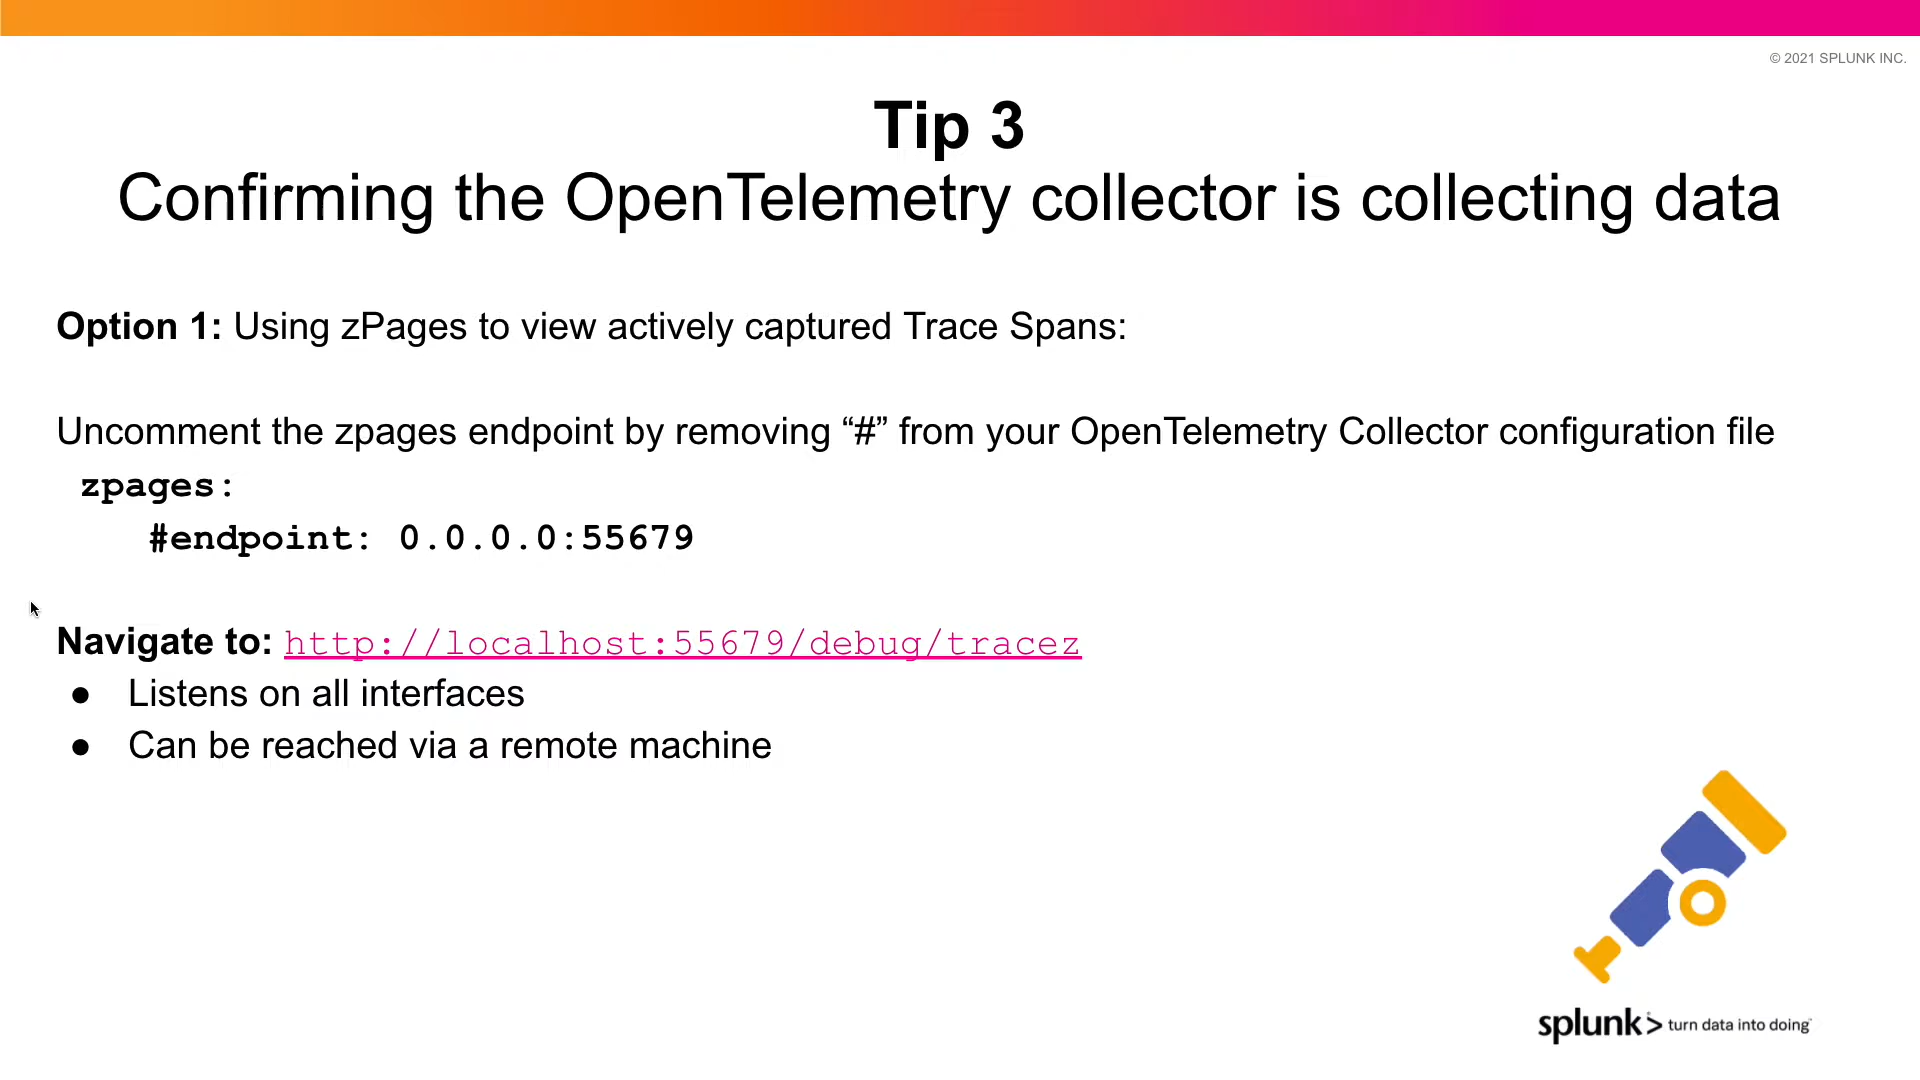 © 2021 SPLUNK INC.
Tip 3
Confirming the OpenTelemetry collector is collecting data
Option 1: Using zPages to view actively captured Trace Spans:
Uncomment the zpages endpoint by removing “#” from your OpenTelemetry Collector configuration file
zpages:
#endpoint: 0.0.0.0:55679
Navigate to: http://localhost:55679/debug/tracez
● Listens on all interfaces
● Can be reached via a remote machine
splunk> turn data into doing™